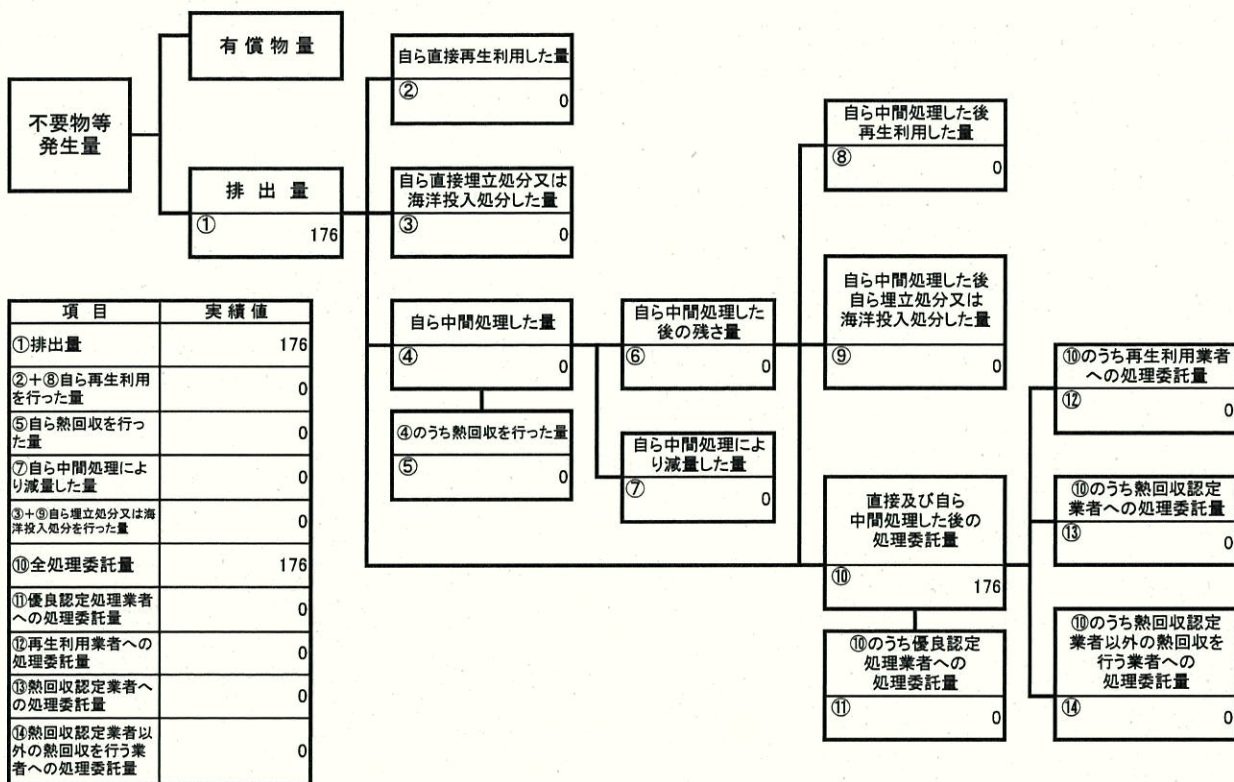 有償物量
不要物等
発生量
排出量
①
176
自ら直接再生利用した量
②
0
自ら直接埋立処分又は
海洋投入処分した量
③
0
自ら中間処理した量
④
0
④のうち熱回収を行った量
⑤
0
自ら中間処理した
後の残さ量
⑥
0
自ら中間処理によ
り減量した量
⑦
0
自ら中間処理した後
再生利用した量
⑧
0
自ら中間処理した後
自ら埋立処分又は
海洋投入処分した量
⑨
0
直接及び自ら
中間処理した後の
処理委託量
⑩
176
⑩のうち優良認定
処理業者への
処理委託量
⑪
0
⑩のうち再生利用業者
への処理委託量
⑫
0
⑩のうち熱回収認定
業者への処理委託量
⑬
0
⑩のうち熱回収認定
業者以外の熱回収を
行う業者への
処理委託量
⑭
0
項目 実績値
①排出量 176
②+⑧自ら再生利用
を行った量 0
⑤自ら熱回収を行っ
た量 0
⑦自ら中間処理によ
り減量した量 0
③+⑨自ら埋立処分又は海
洋投入処分を行った量 0
⑩全処理委託量 176
⑪優良認定処理業者
への処理委託量 0
⑫再生利用業者への
処理委託量 0
⑬熱回収認定業者へ
の処理委託量 0
⑭熱回収認定業者以
外の熱回収を行う業
者への処理委託量 0